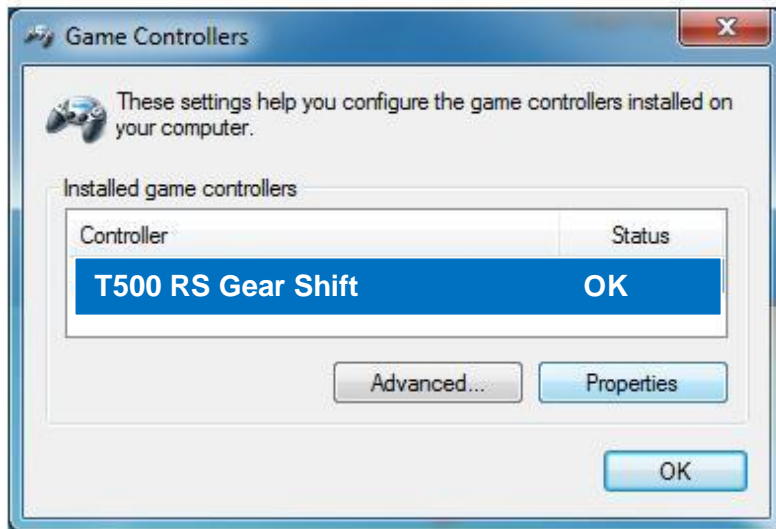 Game Controllers
These settings help you configure the game controllers installed on
your computer.
Installed game controllers
Controller Status
T500 RS Gear Shift OK
Advanced... Properties
OK